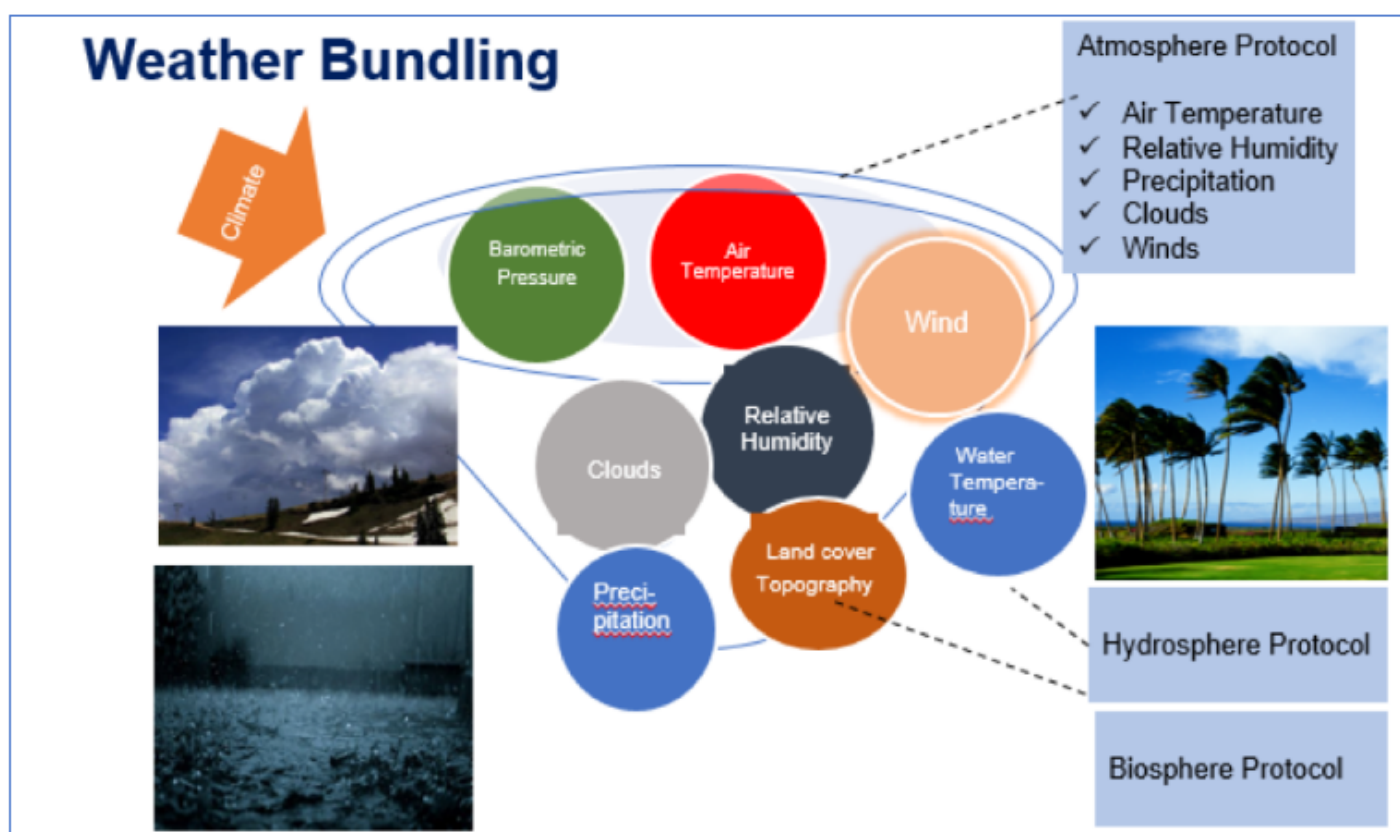 Weather Bundling
Climate
Atmosphere Protocol
✓ Air Temperature
✓ Relative Humidity
✓ Precipitation
✓ Clouds
✓ Winds
Barometric
Pressure
Air
Temperature
Wind
Relative
Humidity
Clouds
Water
Tempera-
ture
Land cover
Topography
Preci-
pitation
Hydrosphere Protocol
Biosphere Protocol